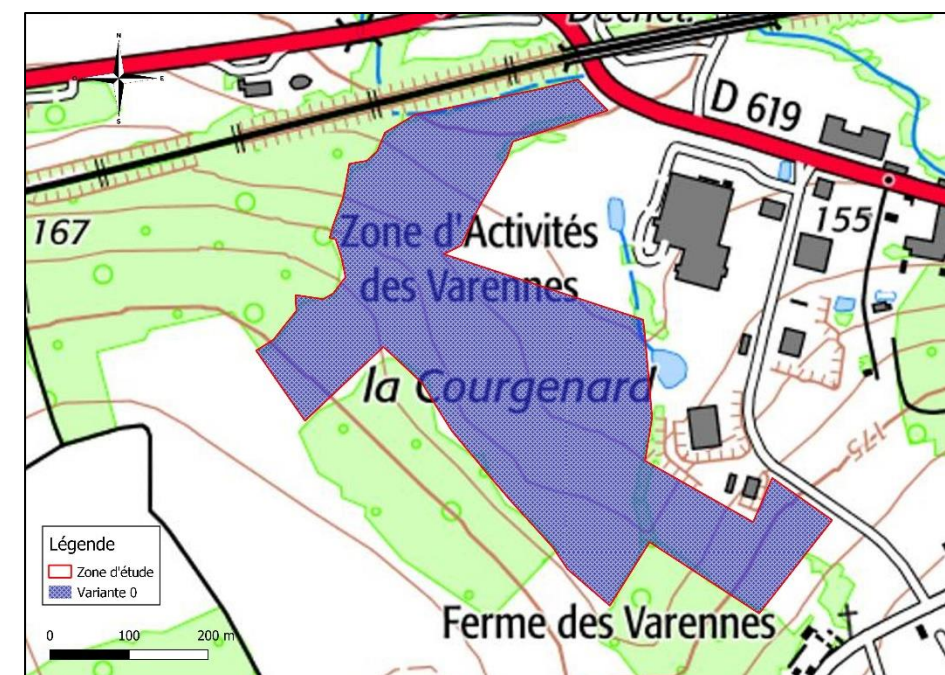 Déchet.
N
E
S
D 619
167
155
Zone d'Activités
des Varennes
la Courgenard
175
Légende
Zone d'étude
Variante 0
0 100 200 m
Ferme des Varennes